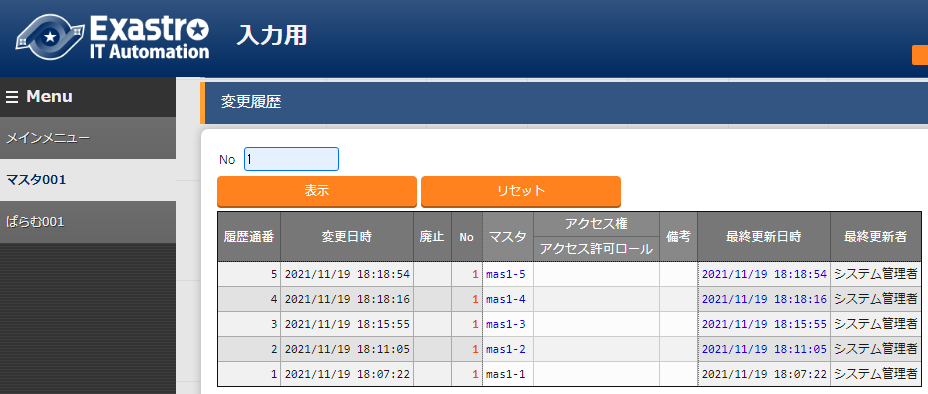 Exastro
IT Automation
入力用
Menu
メインメニュー
マスタ001
ぱらむ001
変更履歴
No 1
表示 リセット
履歴通番 変更日時 廃止 No マスタ アクセス権 備考 最終更新日時 最終更新者
アクセス許可ロール
5 2021/11/19 18:18:54 1 mas1-5 2021/11/19 18:18:54 システム管理者
4 2021/11/19 18:18:16 1 mas1-4 2021/11/19 18:18:16 システム管理者
3 2021/11/19 18:15:55 1 mas1-3 2021/11/19 18:15:55 システム管理者
2 2021/11/19 18:11:05 1 mas1-2 2021/11/19 18:11:05 システム管理者
1 2021/11/19 18:07:22 1 mas1-1 2021/11/19 18:07:22 システム管理者